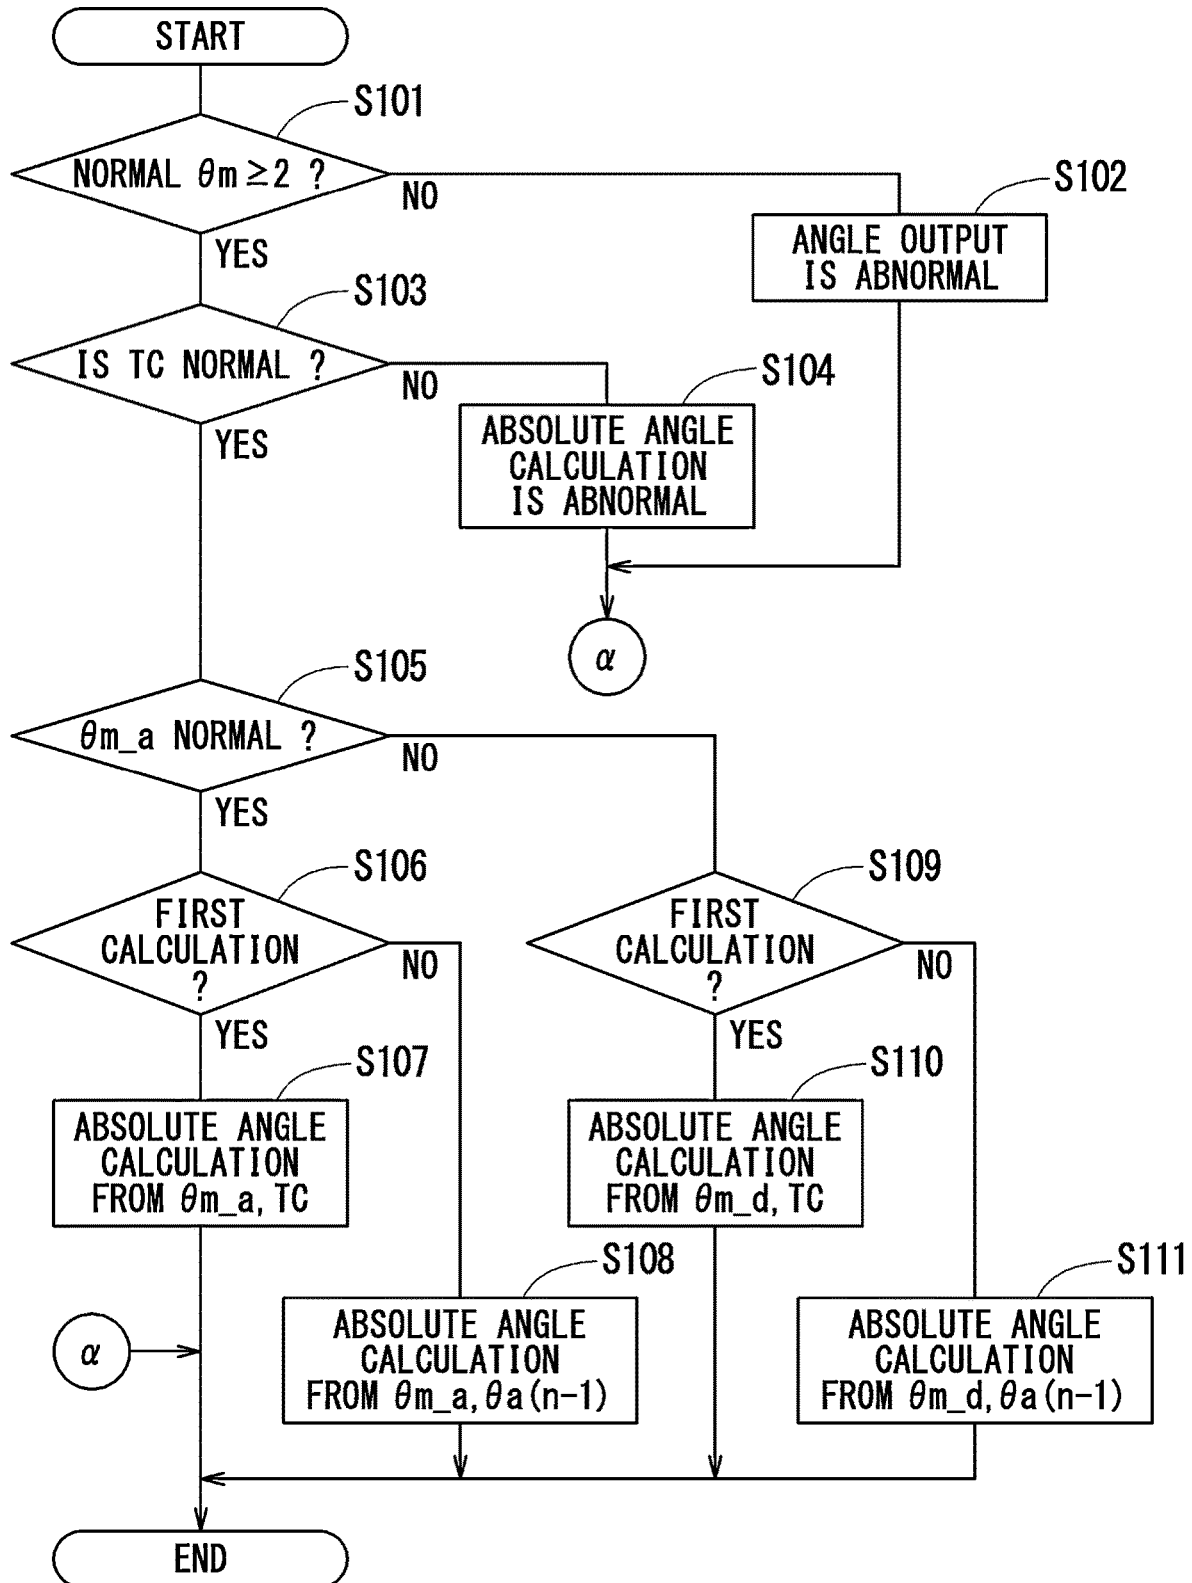 START
S101
NORMAL θm≧2 ?
NO
YES
S102
ANGLE OUTPUT
IS ABNORMAL
S103
IS TC NORMAL ?
NO
YES
S104
ABSOLUTE ANGLE
CALCULATION
IS ABNORMAL
α
S105
θm_a NORMAL ?
NO
YES
S106
FIRST
CALCULATION
?
NO
YES
S109
FIRST
CALCULATION
?
NO
YES
S107
ABSOLUTE ANGLE
CALCULATION
FROM θm_a, TC
S110
ABSOLUTE ANGLE
CALCULATION
FROM θm_d, TC
S108
ABSOLUTE ANGLE
CALCULATION
FROM θm_a, θa(n-1)
S111
ABSOLUTE ANGLE
CALCULATION
FROM θm_d, θa(n-1)
α
END